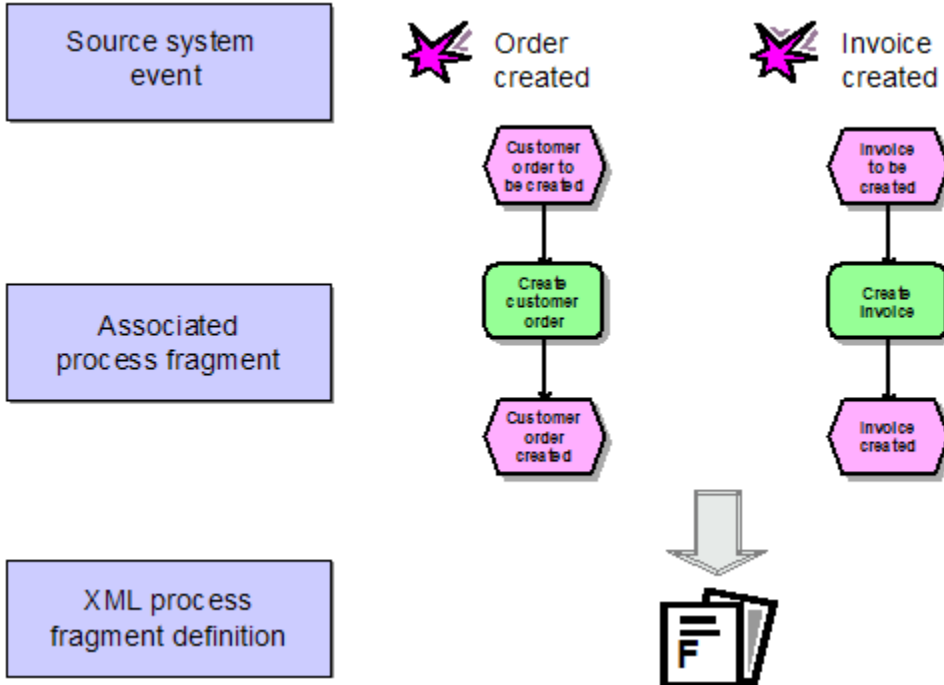 Source system
event
Order
created
Invoice
created
Customer
order to
be created
Invoice
to be
created
Associated
process fragment
Create
customer
order
Create
Invoice
Customer
order
created
Invoice
created
XML process
fragment definition
F